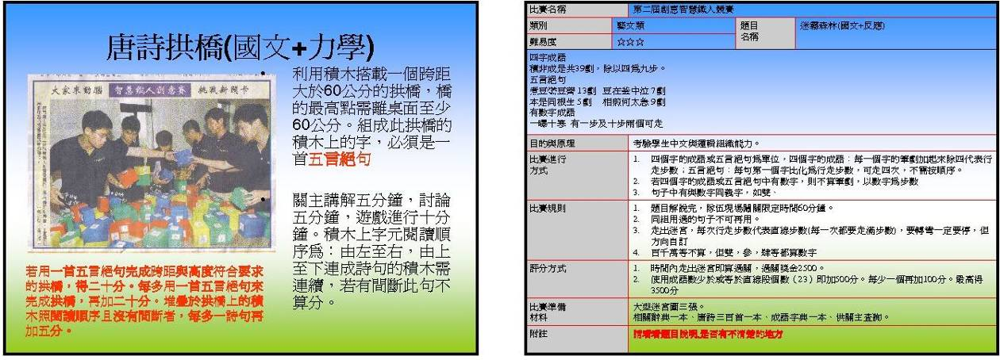 唐詩拱橋(國文+力學)
大家來動腦 智慧鐵人創意賽 挑戰新聞卡
利用積木搭載一個跨距
大於60公分的拱橋，橋
的最高點需離桌面至少
60公分。組成此拱橋的
積木上的字，必須是一
首五言絕句
關主講解五分鐘，討論
五分鐘，遊戲進行十分
鐘。積木上字元閱讀順
序為：由左至右，由上
至下連成詩句的積木需
連續，若有間斷此句不
算分。
若用一首五言絕句完成跨距與高度符合要求
的拱橋，得二十分。每多用一首五言絕句來
完成拱橋，再加二十分。堆疊於拱橋上的積
木照閱讀順序且沒有間斷者，每多一詩句再
加五分。
比賽名稱 第二屆創意智慧鐵人競賽
類別 藝文類 題目名稱 迷霧森林(國文+反應)
難易度 ☆☆☆
四字成語
積非成是共39劃，除以四為九步。
五言絕句
煮豆燃豆萁 13劃 豆在釜中泣 7劃
本是同根生 5劃 相煎何太急 9劃
有數字成語
一曝十寒 有一步及十步兩個可走
目的與原理 考驗學生中文與邏輯組織能力。
比賽進行方式
1. 四個字的成語或五言絕句為單位，四個字的成語：每一個字的筆劃加起來除四代表行
走步數；五言絕句：每句第一個字比化為行走步數，可走四次，不需按順序。
2. 若四個字的成語或五言絕句中有數字，則不算筆劃，以數字為步數
3. 句子中有與數字同義字，如雙、
比賽規則
1. 題目解說完，隊伍現場闖關限定時間60分鐘。
2. 同組用過的句子不可再用。
3. 走出迷宮，每次行走步數代表直線步數(每一次都要走滿步數)，要轉彎一定要停，但
方向自訂
4. 百千萬等不算，但雙，參，肆等都算數字
評分方式
1. 時間內走出迷宮即算過關，過關獎金2500。
2. 使用成語數少於或等於直線段個數（23）即加500分。每少一個再加100分。最高得
3500分
比賽準備材料
大型迷宮圖三張。
相關辭典一本、唐詩三百首一本、成語字典一本、供關主查詢。
附註 請看看題目說明,是否有不清楚的地方